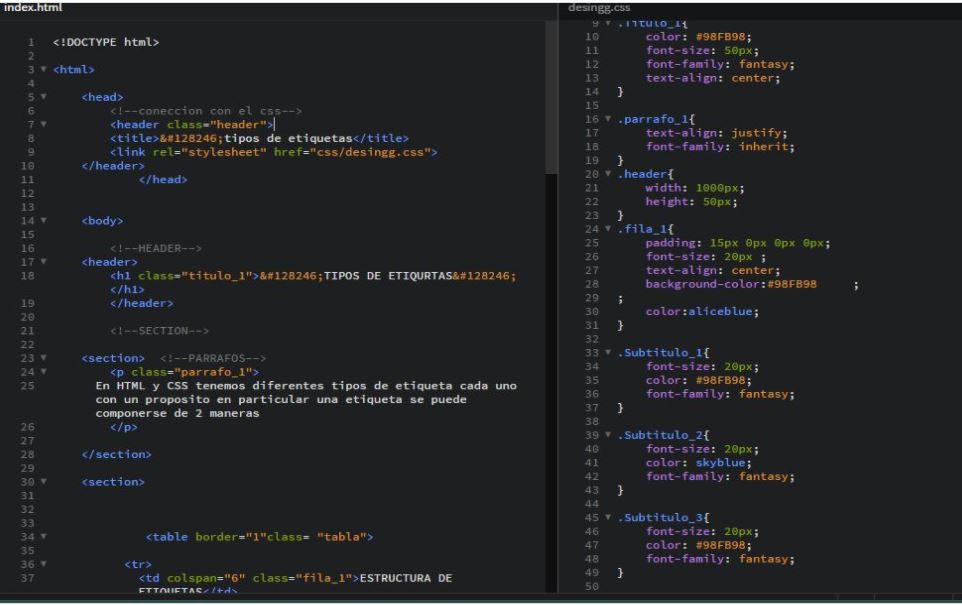 index.html
1 <!DOCTYPE html>
2
3 <html>
4
5 <head>
6 <!--coneccion con el css-->
7 <header class="header">
8 <title>&#128246;tipos de etiquetas</title>
9 <link rel="stylesheet" href="css/desingg.css">
10 </header>
11 </head>
12
13
14 <body>
15
16 <!--HEADER-->
17 <header>
18 <h1 class="titulo_1">&#128246;TIPOS DE ETIQURTAS&#128246;
</h1>
19 </header>
20
21 <!--SECTION-->
22
23 <section> <!--PARRAFOS-->
24 <p class="parrafo_1">
25 En HTML y CSS tenemos diferentes tipos de etiqueta cada uno
con un proposito en particular una etiqueta se puede
componerse de 2 maneras
26 </p>
27
28 </section>
29
30 <section>
31
32
33
34 <table border="1"class= "tabla">
35
36 <tr>
37 <td colspan="6" class="fila_1">ESTRUCTURA DE
ETIQUETAS</td>
desingg.css
9 .Titulo_1{
10 color: #98FB98;
11 font-size: 50px;
12 font-family: fantasy;
13 text-align: center;
14 }
15
16 .parrafo_1{
17 text-align: justify;
18 font-family: inherit;
19 }
20 .header{
21 width: 1000px;
22 height: 50px;
23 }
24 .fila_1{
25 padding: 15px 0px 0px 0px;
26 font-size: 20px ;
27 text-align: center;
28 background-color:#98FB98 ;
29 ;
30 color:aliceblue;
31 }
32
33 .Subtitulo_1{
34 font-size: 20px;
35 color: #98FB98;
36 font-family: fantasy;
37 }
38
39 .Subtitulo_2{
40 font-size: 20px;
41 color: skyblue;
42 font-family: fantasy;
43 }
44
45 .Subtitulo_3{
46 font-size: 20px;
47 color: #98FB98;
48 font-family: fantasy;
49 }
50